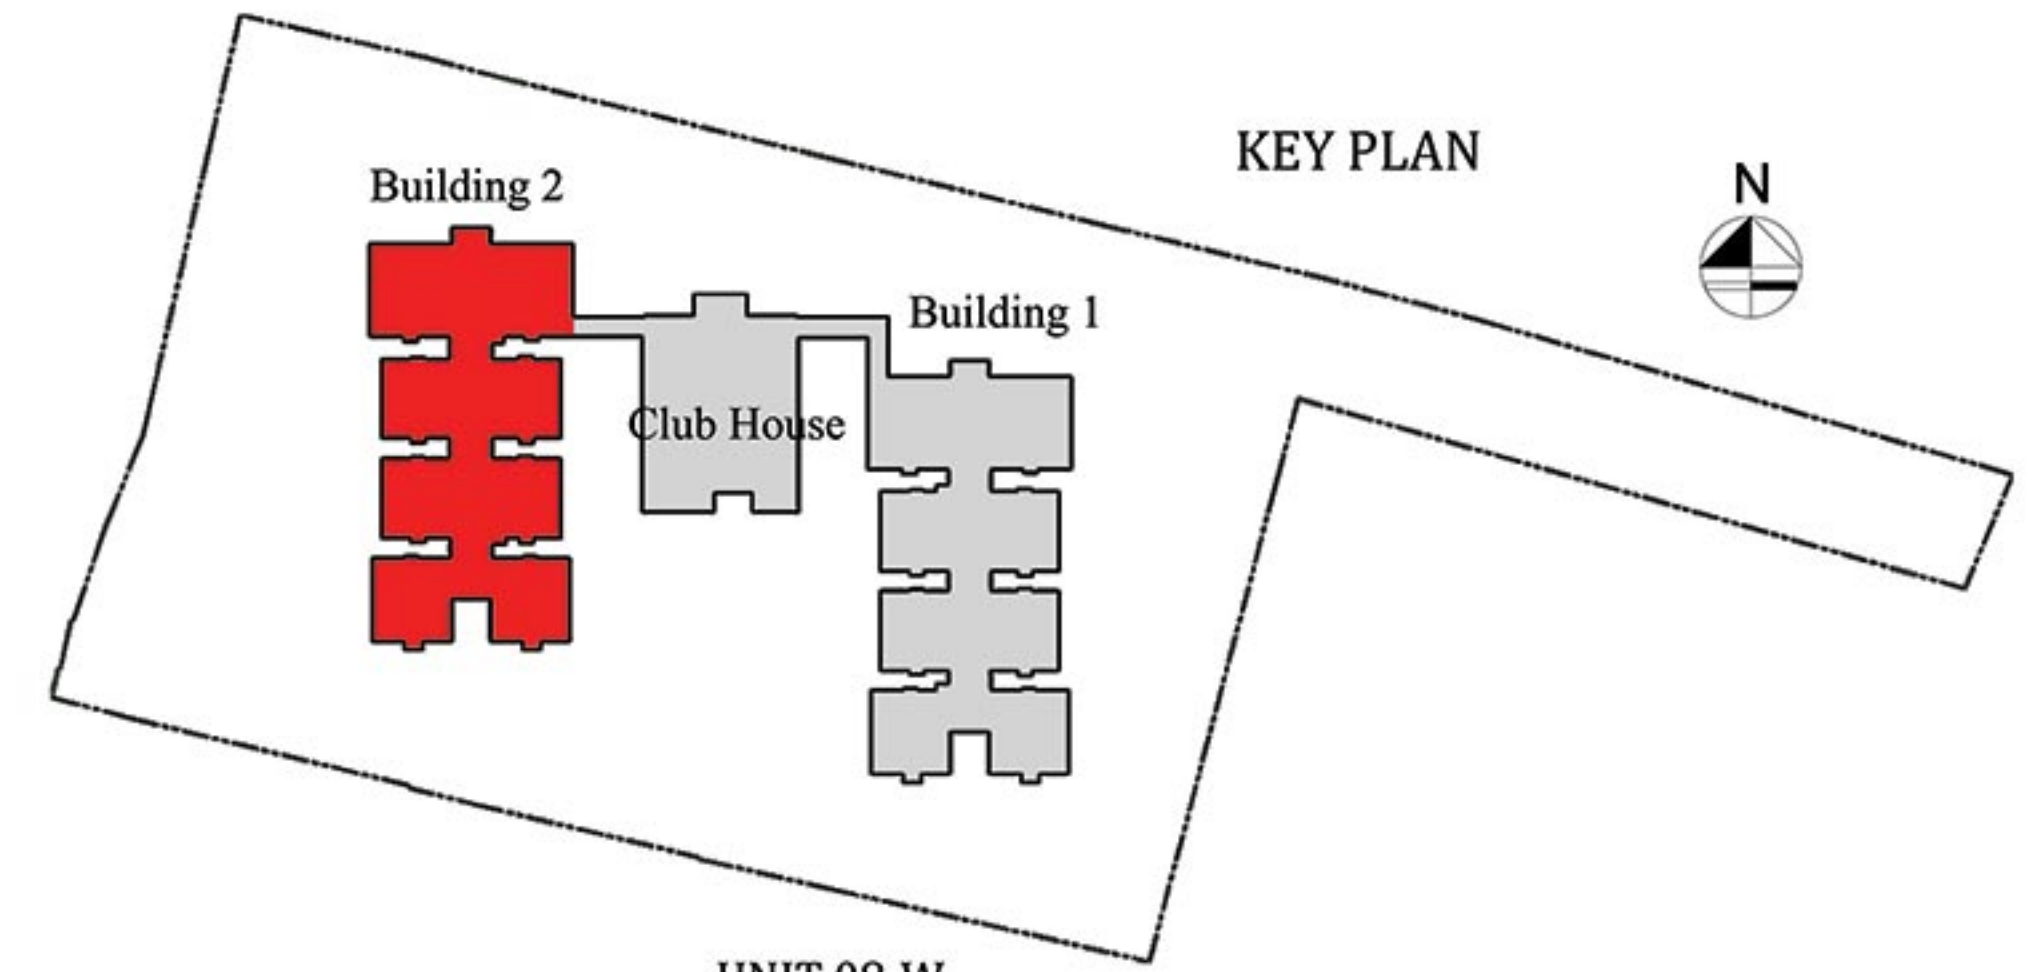 KEY PLAN
N
Building 2
Building 1
Club House